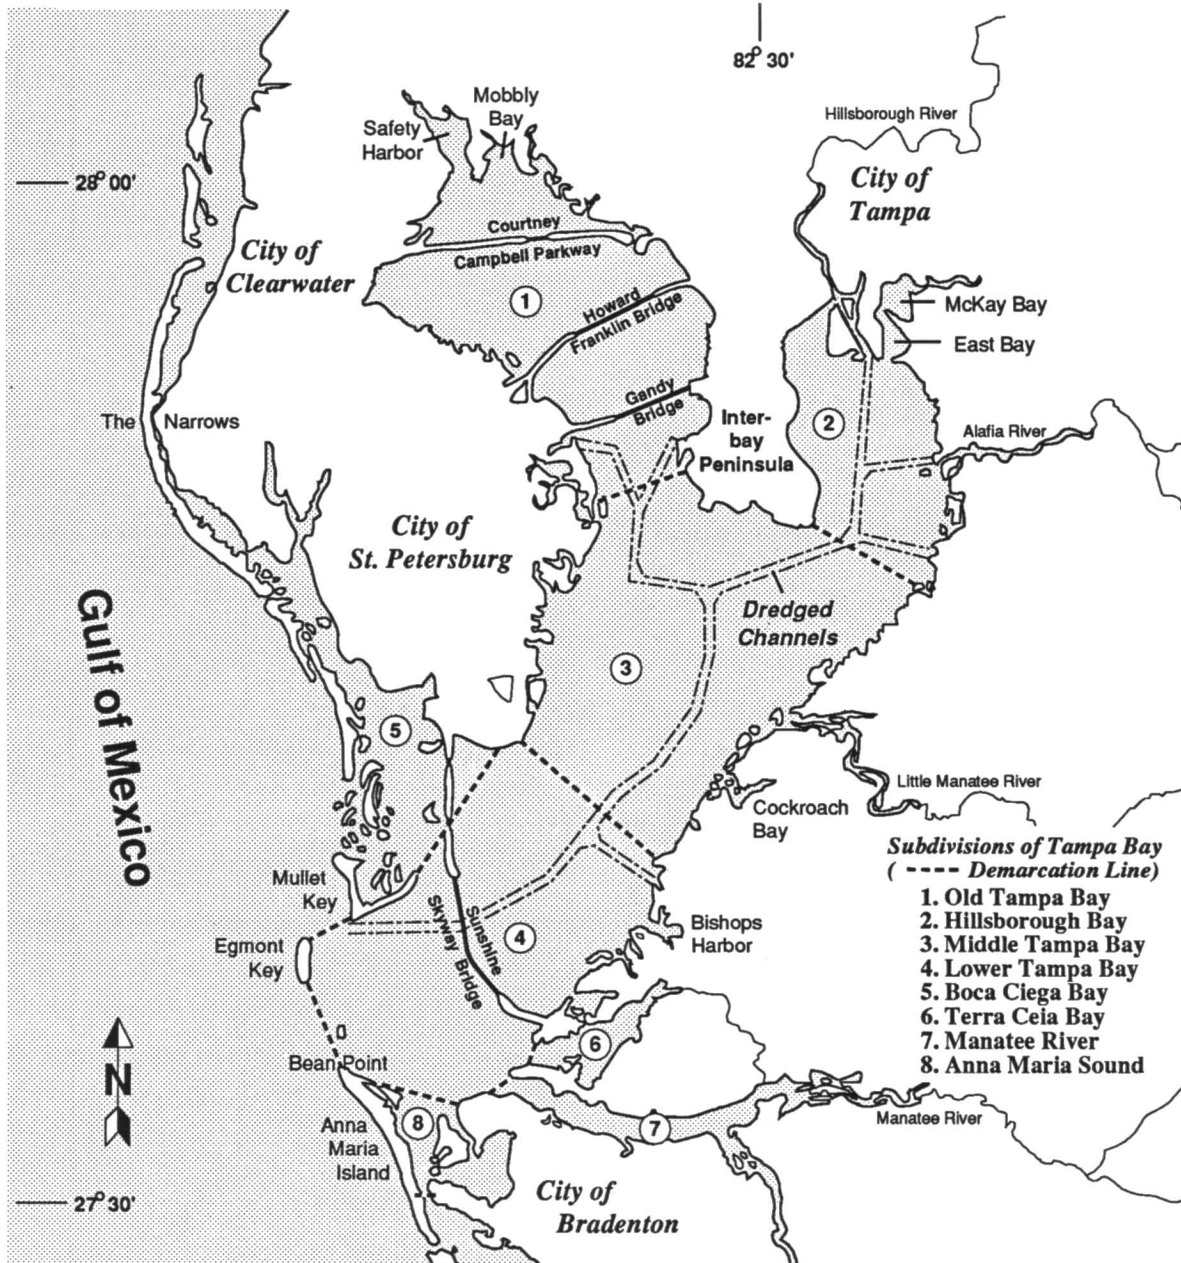 82° 30'
Mobbly
Bay
Hillsborough River
Safety
Harbor
28° 00'
City of
Tampa
Courtney
Campbell Parkway
City of
Clearwater
1
Howard
Franklin Bridge
McKay Bay
East Bay
Gandy
Bridge
The Narrows
Inter-
bay
Peninsula
2
Alafia River
City of
St. Petersburg
Dredged
Channels
Gulf of Mexico
3
5
Little Manatee River
Cockroach
Bay
Subdivisions of Tampa Bay
( ---- Demarcation Line)
1. Old Tampa Bay
2. Hillsborough Bay
3. Middle Tampa Bay
4. Lower Tampa Bay
5. Boca Ciega Bay
6. Terra Ceia Bay
7. Manatee River
8. Anna Maria Sound
Mullet
Key
Sunshine
Skyway Bridge
4
Bishops
Harbor
Egmont
Key
6
Bean Point
N
8
Anna
Maria
Island
7
Manatee River
27° 30'
City of
Bradenton